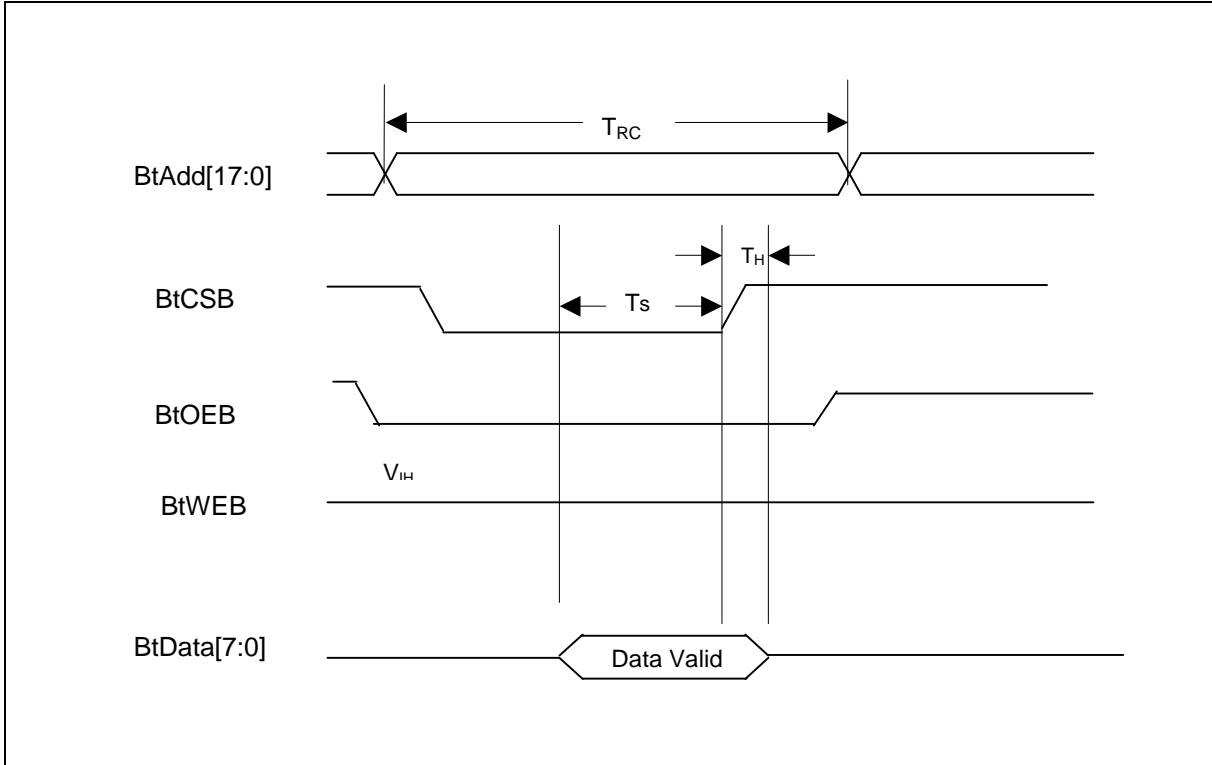 T_RC
BtAdd[17:0]
T_H
BtCSB
Ts
BtOEB
V_IH
BtWEB
BtData[7:0]
Data Valid